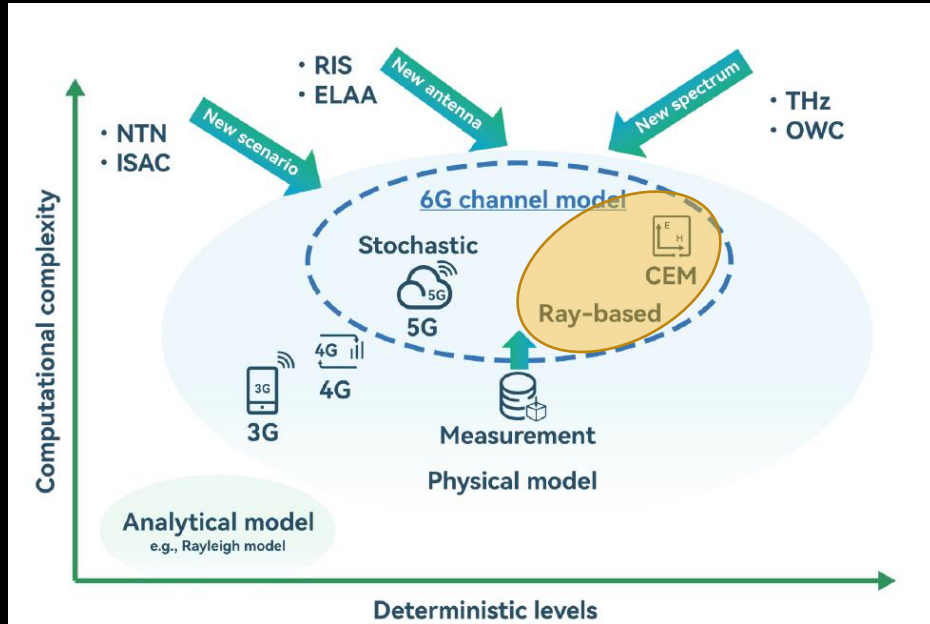 • RIS
• ELAA
New antenna
New spectrum
• THz
• OWC
New scenario
• NTN
• ISAC
6G channel model
Stochastic
5G
5G
E
H
CEM
Ray-based
4G
4G
3G
3G
Measurement
Physical model
Analytical model
e.g., Rayleigh model
Computational complexity
Deterministic levels